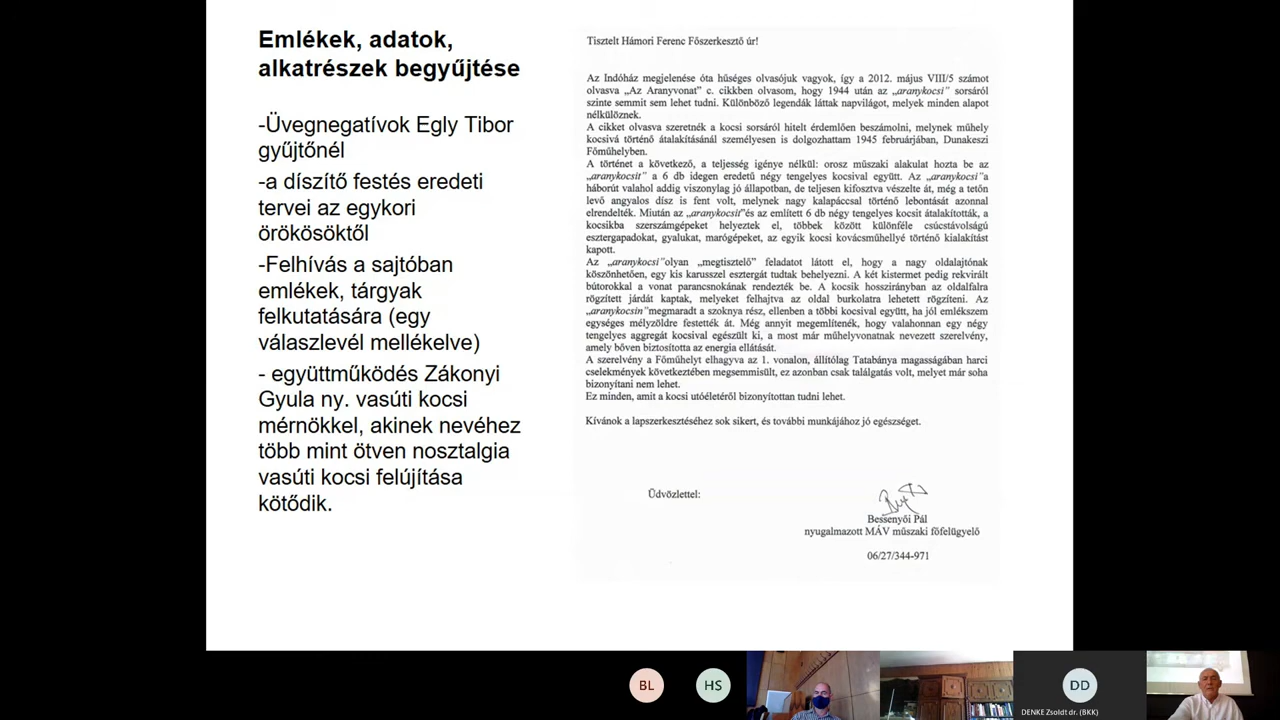 Emlékek, adatok,
alkatrészek begyűjtése
-Üvegnegatívok Egly Tibor
gyűjtőnél
-a díszítő festés eredeti
tervei az egykori
örökösöktől
-Felhívás a sajtóban
emlékek, tárgyak
felkutatására (egy
válaszlevél mellékelve)
- együttműködés Zákonyi
Gyula ny. vasúti kocsi
mérnökkel, akinek nevéhez
több mint ötven nosztalgia
vasúti kocsi felújítása
kötődik.
Tisztelt Hámori Ferenc Főszerkesztő úr!
Az Indóház megjelenése óta hűséges olvasójuk vagyok, így a 2012. május VIII/5 számot
olvasva „Az Aranyvonat” c. cikkben olvasom, hogy 1944 után az „aranykocsi” sorsáról
szinte semmit sem lehet tudni. Különböző legendák láttak napvilágot, melyek minden alapot
nélkülöznek.
A cikket olvasva szeretnék a kocsi sorsáról hitelt érdemlően beszámolni, melynek műhely
kocsivá történő átalakításánál személyesen is dolgozhattam 1945 februárjában, Dunakeszi
Főműhelyben.
A történet a következő, a teljesség igénye nélkül: orosz műszaki alakulat hozta be az
„aranykocsit” a 6 db idegen eredetű négy tengelyes kocsival együtt. Az „aranykocsi”a
háborút valahol addig viszonylag jó állapotban, de teljesen kifosztva vészelte át, még a tetőn
levő angyalos dísz is fent volt, melynek nagy kalapáccsal történő lebontását azonnal
elrendelték. Miután az „aranykocsit”és az említett 6 db négy tengelyes kocsit átalakították, a
kocsikba szerszámgépeket helyeztek el, többek között különféle csúcstávolságú
esztergapadokat, gyalukat, marógépeket, az egyik kocsi kovácsműhellyé történő kialakítást
kapott.
Az „aranykocsi”olyan „megtisztelő” feladatot látott el, hogy a nagy oldalajtónak
köszönhetően, egy kis karusszel esztergát tudtak behelyezni. A két kistermet pedig rekvirált
bútorokkal a vonat parancsnokának rendezték be. A kocsik hosszirányban az oldalfalra
rögzített járdát kaptak, melyeket felhajtva az oldal burkolatra lehetett rögzíteni. Az
„aranykocsin”megmaradt a szoknya rész, ellenben a többi kocsival együtt, ha jól emlékszem
egységes mélyzöldre festették át. Még annyit megemlítenék, hogy valahonnan egy négy
tengelyes aggregát kocsival egészült ki, a most már műhelyvonatnak nevezett szerelvény,
amely bőven biztosította az energia ellátását.
A szerelvény a Főműhelyt elhagyva az 1. vonalon, állítólag Tatabánya magasságában harci
cselekmények következtében megsemmisült, ez azonban csak találgatás volt, melyet már soha
bizonyítani nem lehet.
Ez minden, amit a kocsi utóéletéről bizonyítottan tudni lehet.
Kívánok a lapszerkesztéséhez sok sikert, és további munkájához jó egészséget.
Üdvözlettel:
Bessenyői Pál
nyugalmazott MÁV műszaki főfelügyelő
06/27/344-971
BL
HS
DD
DENKE Zsoldt dr. (BKK)